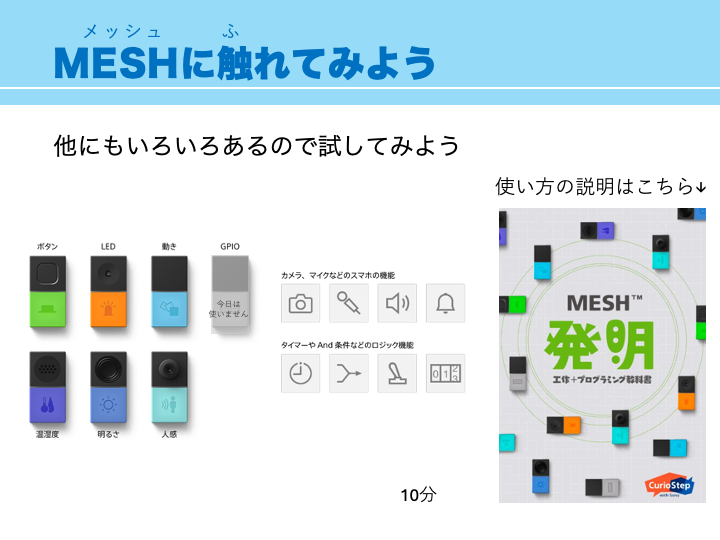 メッシュ ふ
MESHに触れてみよう
他にもいろいろあるので試してみよう
使い方の説明はこちら↓
ボタン LED 動き GPIO
今日は
使いません
温湿度 明るさ 人感
カメラ、マイクなどのスマホの機能
タイマーや And 条件などのロジック機能
0 1 2
3
MESH™
発明
工作+プログラミング教科書
CurioStep
with Sony
10分